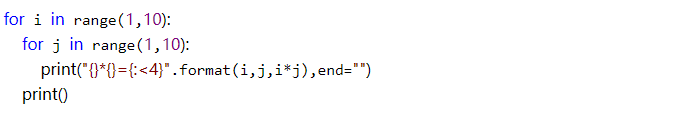 for i in range(1,10):
  for j in range(1,10):
    print("{}*{}={:<4}".format(i,j,i*j),end="")
  print()